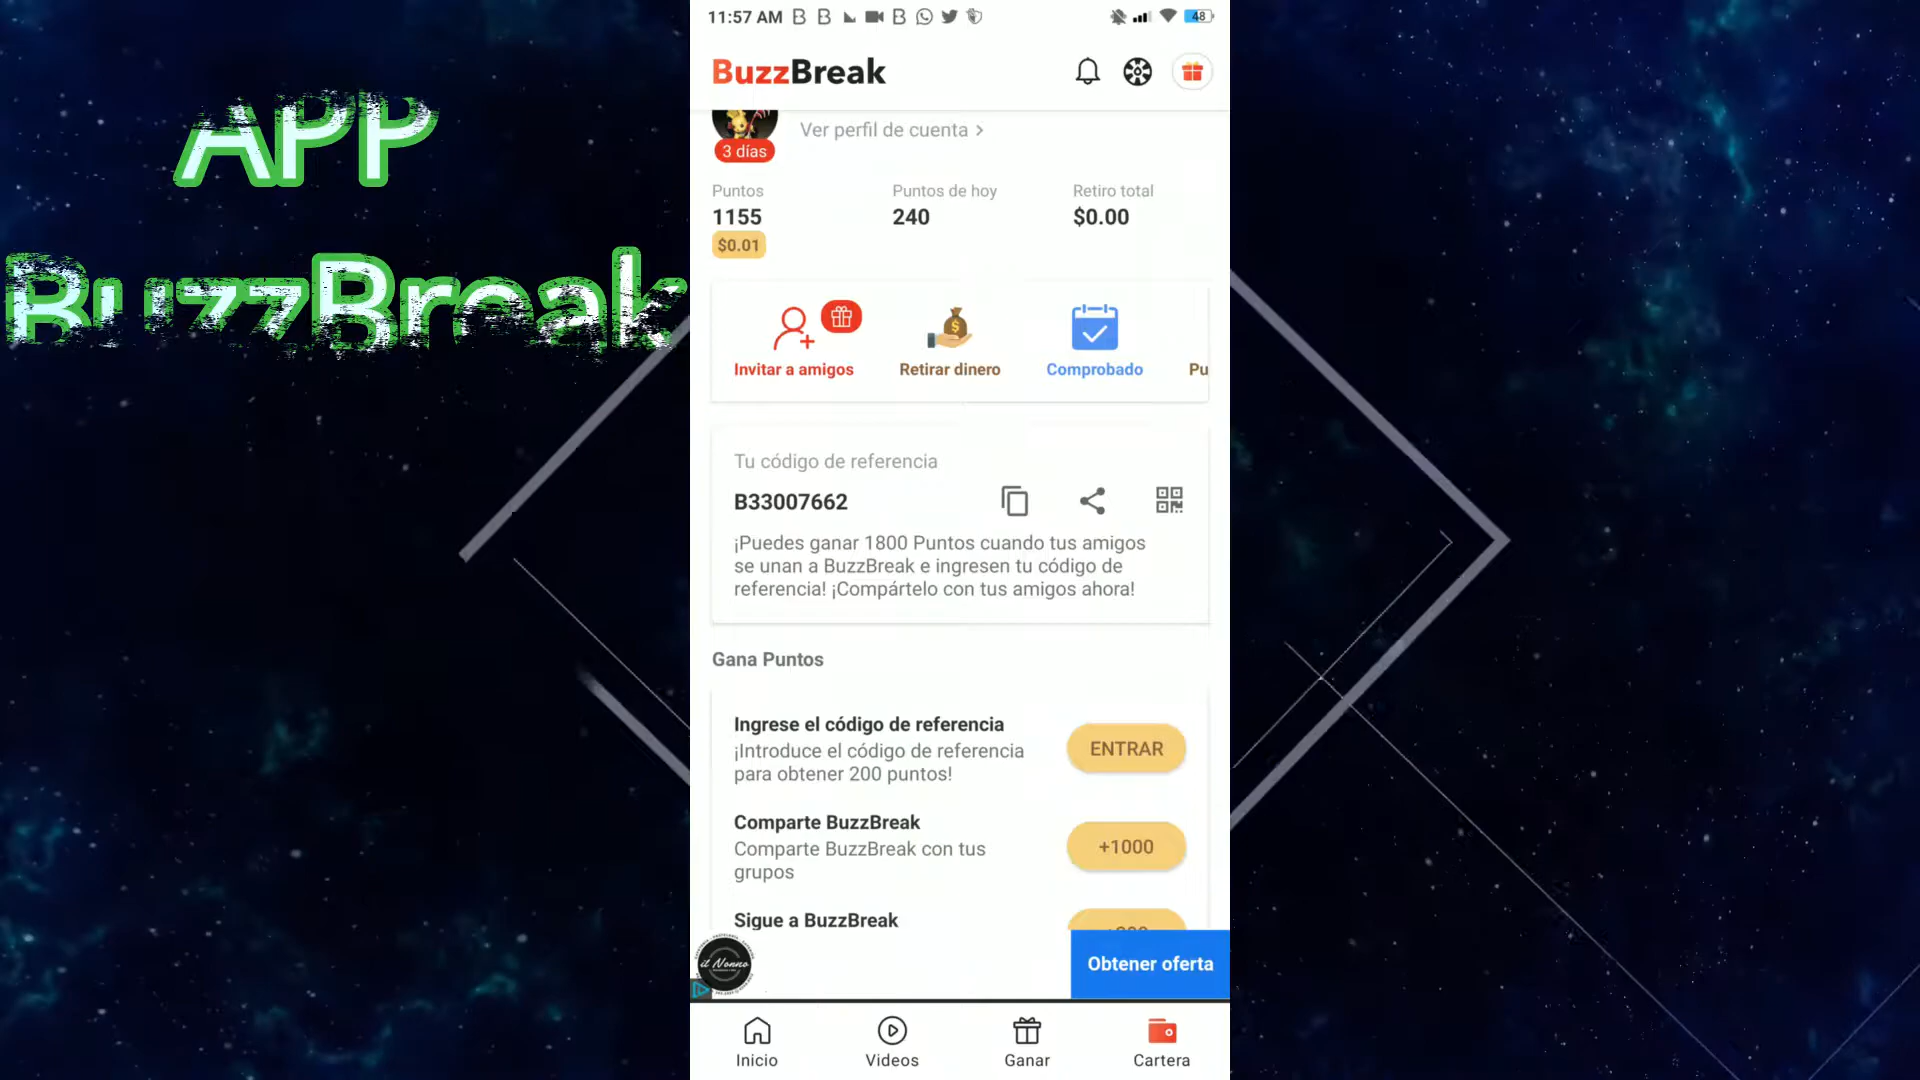 APP
BuzzBreak
11:57 AM
48
BuzzBreak
3 días
Ver perfil de cuenta
Puntos
Puntos de hoy
Retiro total
1155
240
$0.00
$0.01
Invitar a amigos
Retirar dinero
Comprobado
Pu
Tu código de referencia
B33007662
¡Puedes ganar 1800 Puntos cuando tus amigos
se unan a BuzzBreak e ingresen tu código de
referencia! ¡Compártelo con tus amigos ahora!
Gana Puntos
Ingrese el código de referencia
¡Introduce el código de referencia
para obtener 200 puntos!
ENTRAR
Comparte BuzzBreak
Comparte BuzzBreak con tus
grupos
+1000
Sigue a BuzzBreak
il Nonno
Obtener oferta
Inicio
Videos
Ganar
Cartera